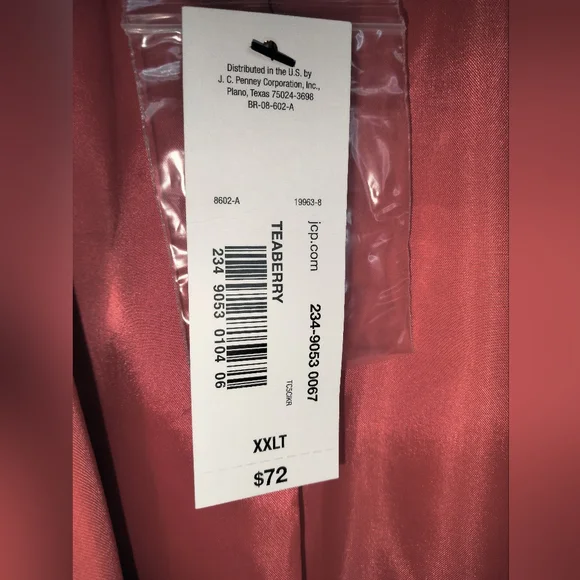 Distributed in the U.S. by
J. C. Penney Corporation, Inc.,
Plano, Texas 75024-3698
BR-08-602-A
8602-A 19963-8
jcp.com 234-9053 0067
TC5CIKR
TEABERRY
234 9053 0104 06
XXLT
$72